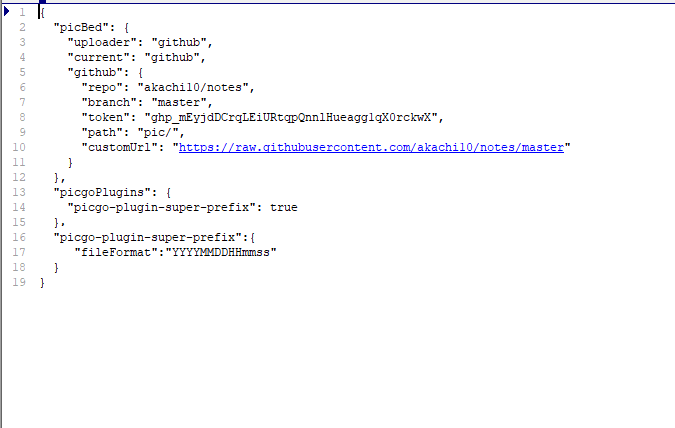 1 {
2 "picBed": {
3 "uploader": "github",
4 "current": "github",
5 "github": {
6 "repo": "akachi10/notes",
7 "branch": "master",
8 "token": "",
9 "path": "pic/",
10 "customUrl": "https://raw.githubusercontent.com/akachi10/notes/master"
11 }
12 },
13 "picgoPlugins": {
14 "picgo-plugin-super-prefix": true
15 },
16 "picgo-plugin-super-prefix":{
17 "fileFormat":"YYYYMMDDHHmmss"
18 }
19 }